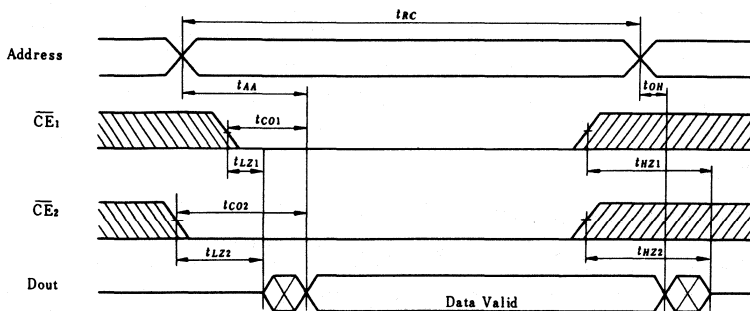 tRC
Address
tAA
tOH
CE1
tCO1
tLZ1
tHZ1
CE2
tCO2
tLZ2
tHZ2
Dout
Data Valid